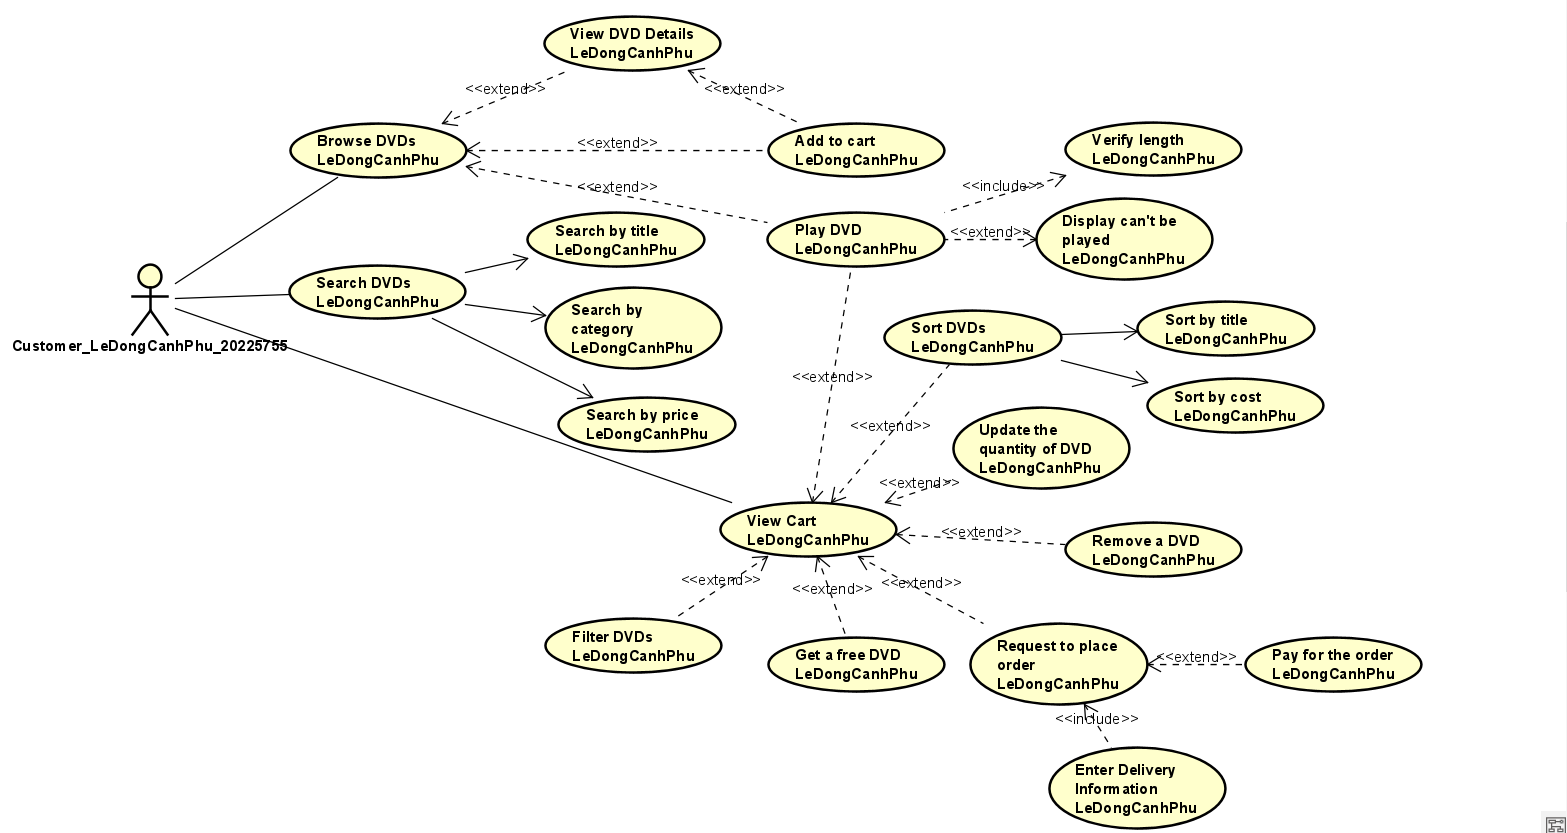 View DVD Details
LeDongCanhPhu
<<extend>>
<<extend>>
Browse DVDs
LeDongCanhPhu
<<extend>>
Add to cart
LeDongCanhPhu
Verify length
LeDongCanhPhu
<<extend>>
<<include>>
Search by title
LeDongCanhPhu
Play DVD
LeDongCanhPhu
<<extend>>
Display can't be
played
LeDongCanhPhu
Search DVDs
LeDongCanhPhu
Search by
category
LeDongCanhPhu
Sort DVDs
LeDongCanhPhu
Sort by title
LeDongCanhPhu
Customer_LeDongCanhPhu_20225755
<<extend>>
Sort by cost
LeDongCanhPhu
Search by price
LeDongCanhPhu
<<extend>>
Update the
quantity of DVD
LeDongCanhPhu
<<extend>>
View Cart
LeDongCanhPhu
<<extend>>
Remove a DVD
LeDongCanhPhu
<<extend>>
<<extend>>
<<extend>>
Filter DVDs
LeDongCanhPhu
Get a free DVD
LeDongCanhPhu
Request to place
order
LeDongCanhPhu
<<extend>>
Pay for the order
LeDongCanhPhu
<<include>>
Enter Delivery
Information
LeDongCanhPhu